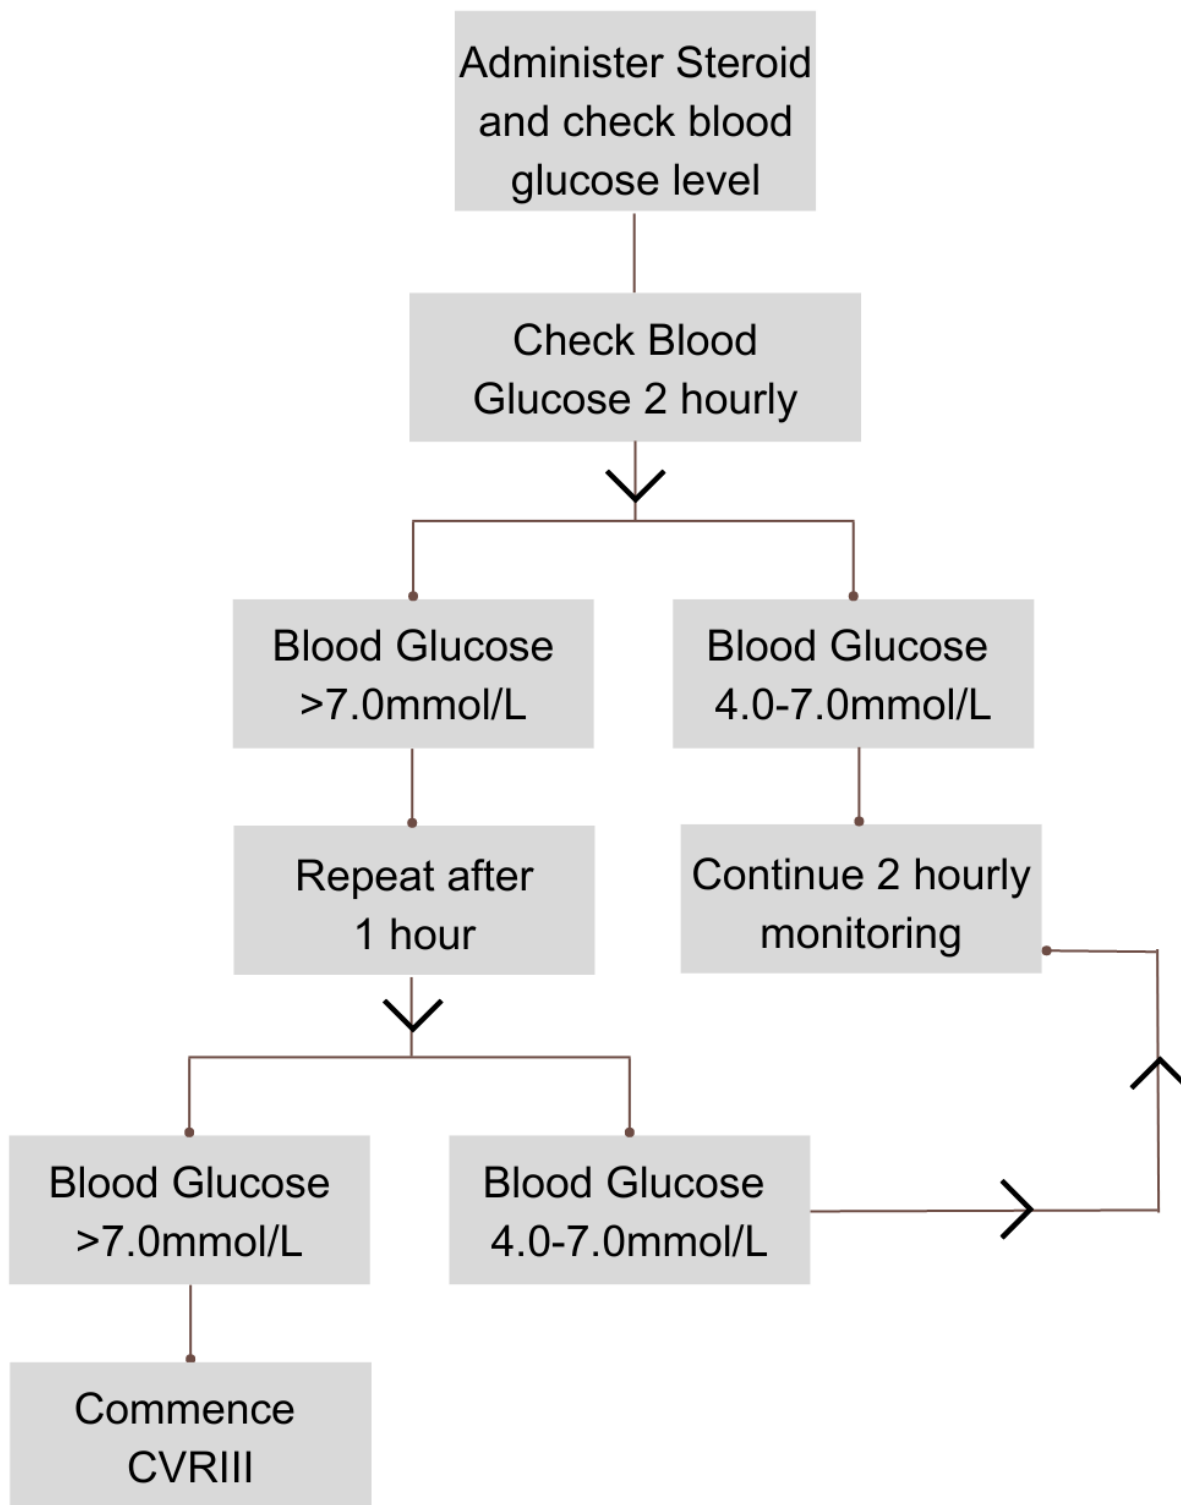 Administer Steroid
and check blood
glucose level
Check Blood
Glucose 2 hourly
Blood Glucose
>7.0mmol/L
Blood Glucose
4.0-7.0mmol/L
Repeat after
1 hour
Continue 2 hourly
monitoring
Blood Glucose
>7.0mmol/L
Blood Glucose
4.0-7.0mmol/L
Commence
CVRIII